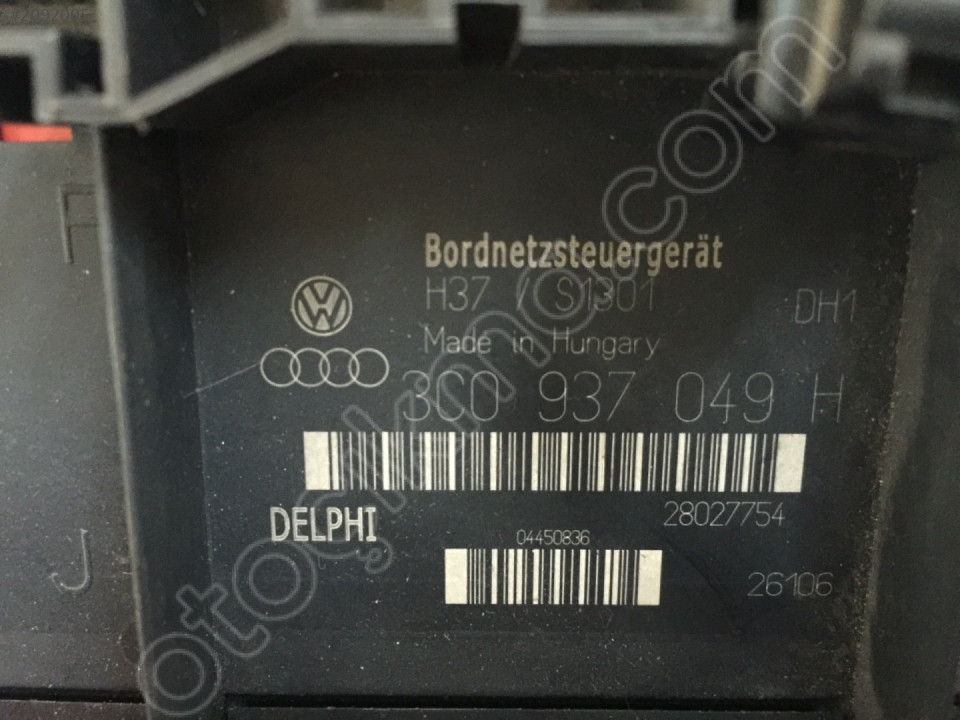 F
Bordnetzsteuergerät
H37 / S1301
DH1
Made in Hungary
3C0 937 049 H
28027754
DELPHI
04450836
J
26106
otoçıkma.com